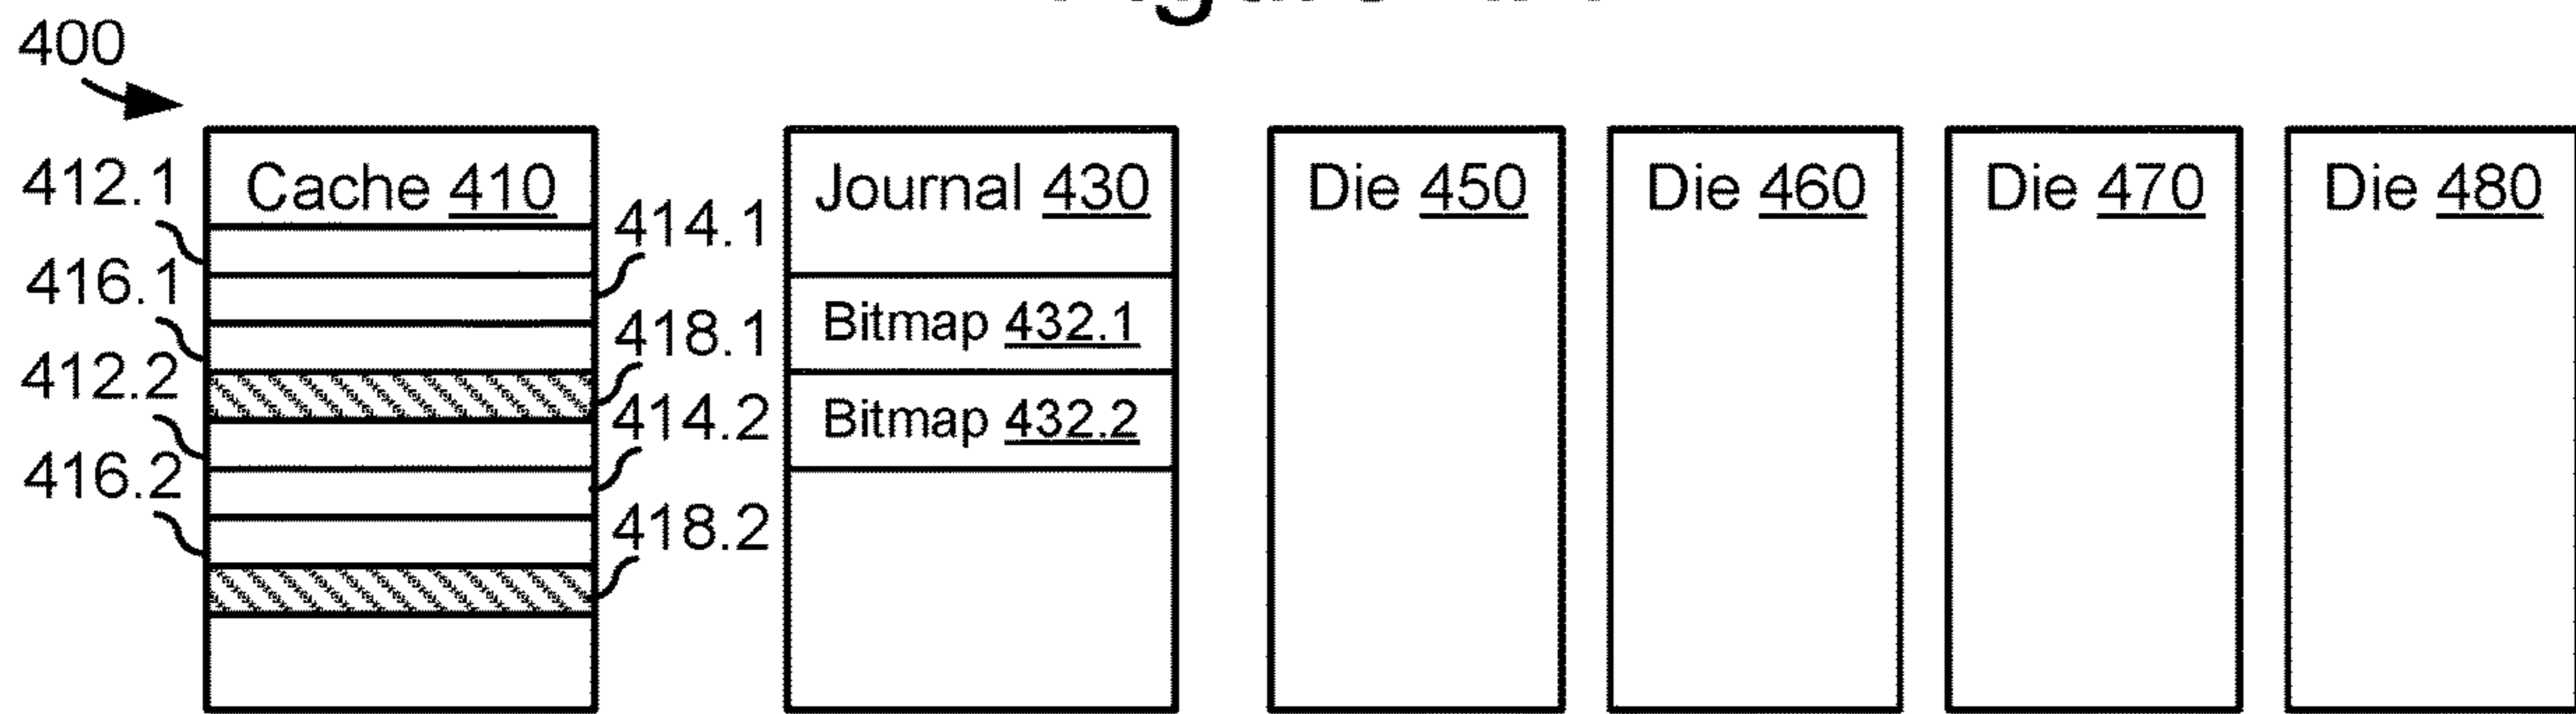 400
412.1
416.1
412.2
416.2
Cache 410
414.1
418.1
414.2
418.2
Journal 430
Bitmap 432.1
Bitmap 432.2
Die 450
Die 460
Die 470
Die 480